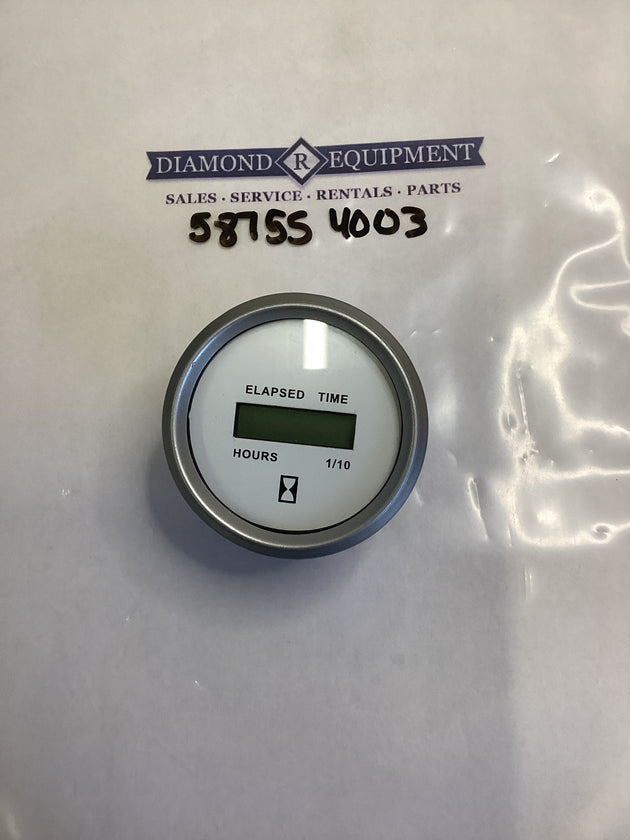 DIAMOND R EQUIPMENT
SALES · SERVICE · RENTALS · PARTS
58755 4003
ELAPSED TIME
HOURS 1/10